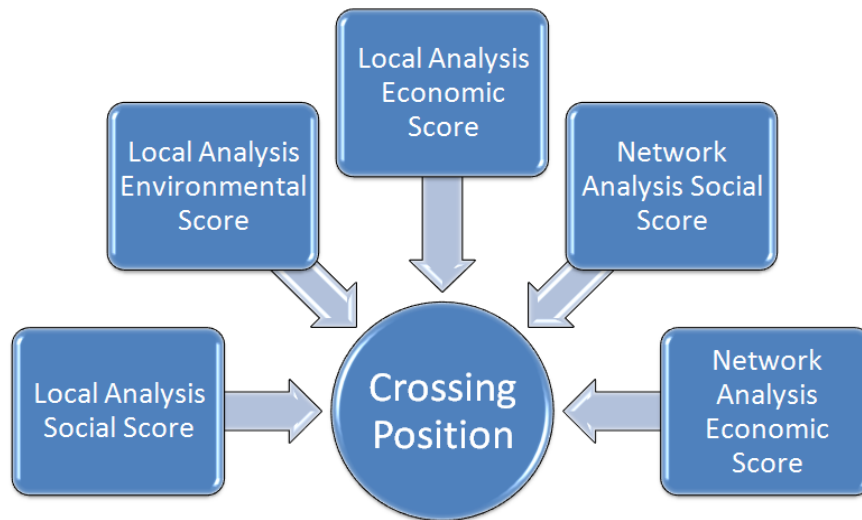 Local Analysis
Economic
Score
Local Analysis
Environmental
Score
Network
Analysis Social
Score
Local Analysis
Social Score
Crossing
Position
Network
Analysis
Economic
Score